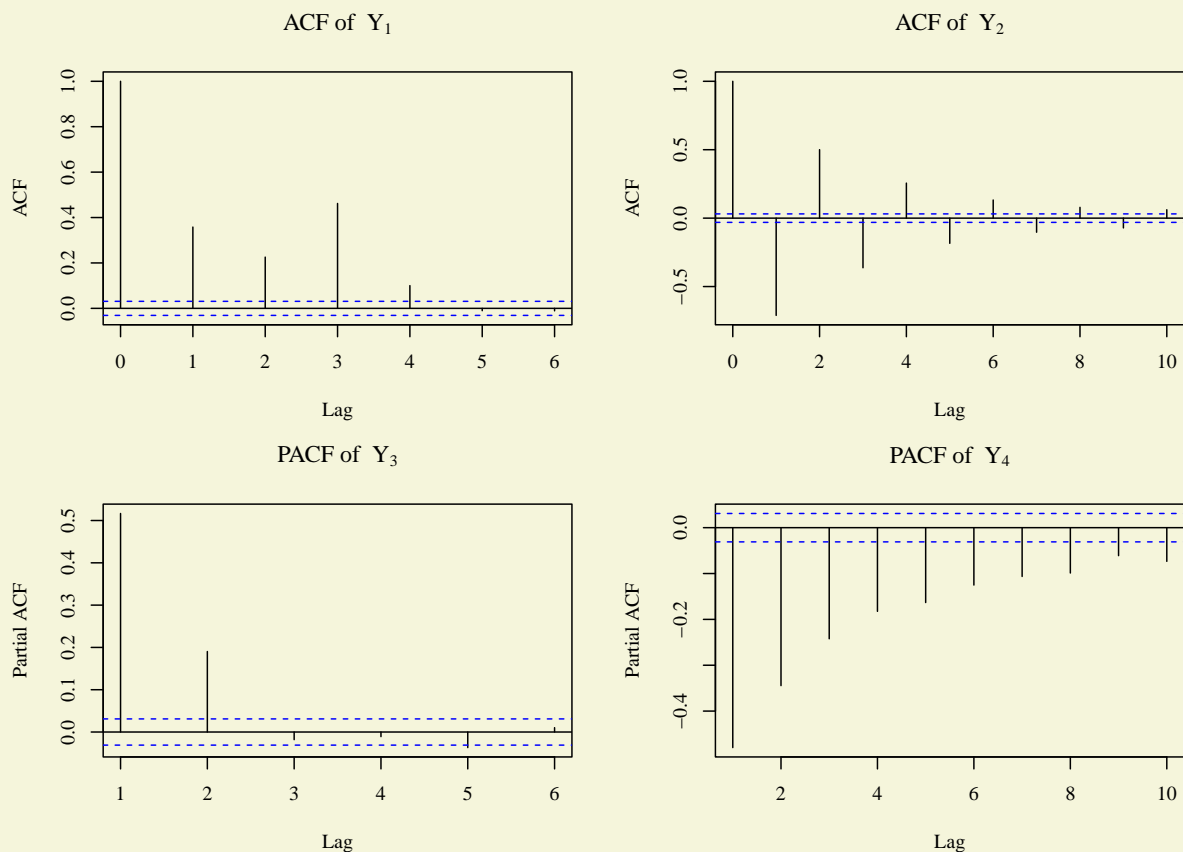 ACF of Y₁
1.0
0.8
0.6
0.4
0.2
0.0
ACF
0 1 2 3 4 5 6
Lag
ACF of Y₂
1.0
0.5
0.0
−0.5
ACF
0 2 4 6 8 10
Lag
PACF of Y₃
0.5
0.4
0.3
0.2
0.1
0.0
Partial ACF
1 2 3 4 5 6
Lag
PACF of Y₄
0.0
−0.2
−0.4
Partial ACF
2 4 6 8 10
Lag